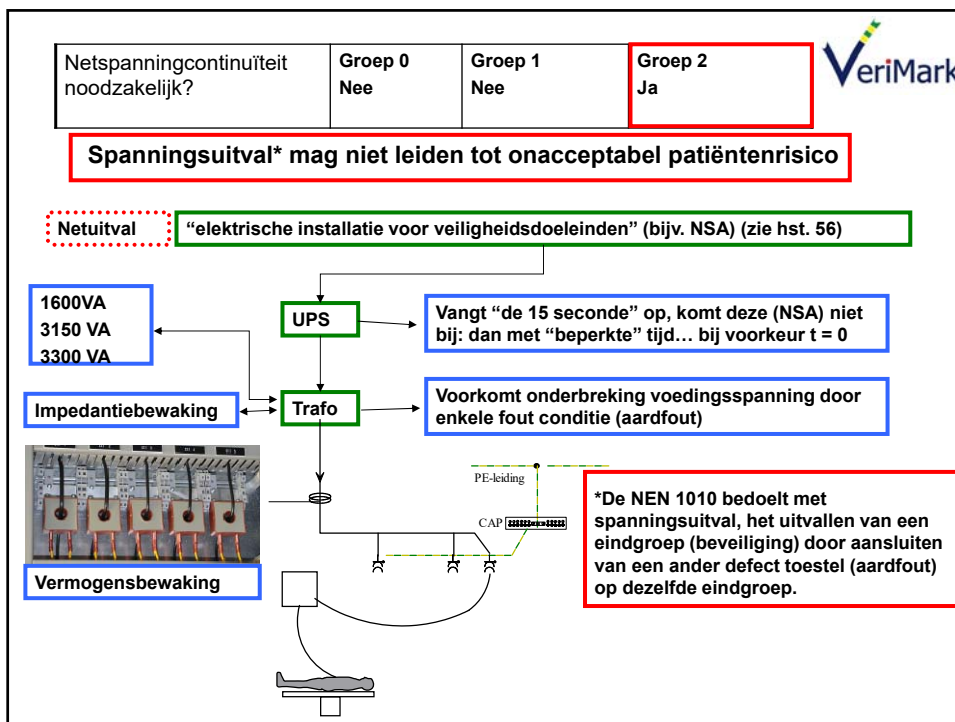 Netspanningcontinuïteit
noodzakelijk?
Groep 0
Nee
Groep 1
Nee
Groep 2
Ja
VeriMark
Spanningsuitval* mag niet leiden tot onacceptabel patiëntenrisico
Netuitval
“elektrische installatie voor veiligheidsdoeleinden” (bijv. NSA) (zie hst. 56)
1600VA
3150 VA
3300 VA
UPS
Vangt “de 15 seconde” op, komt deze (NSA) niet
bij: dan met “beperkte” tijd… bij voorkeur t = 0
Impedantiebewaking
Trafo
Voorkomt onderbreking voedingsspanning door
enkele fout conditie (aardfout)
PE-leiding
CAP
Vermogensbewaking
*De NEN 1010 bedoelt met
spanningsuitval, het uitvallen van een
eindgroep (beveiliging) door aansluiten
van een ander defect toestel (aardfout)
op dezelfde eindgroep.